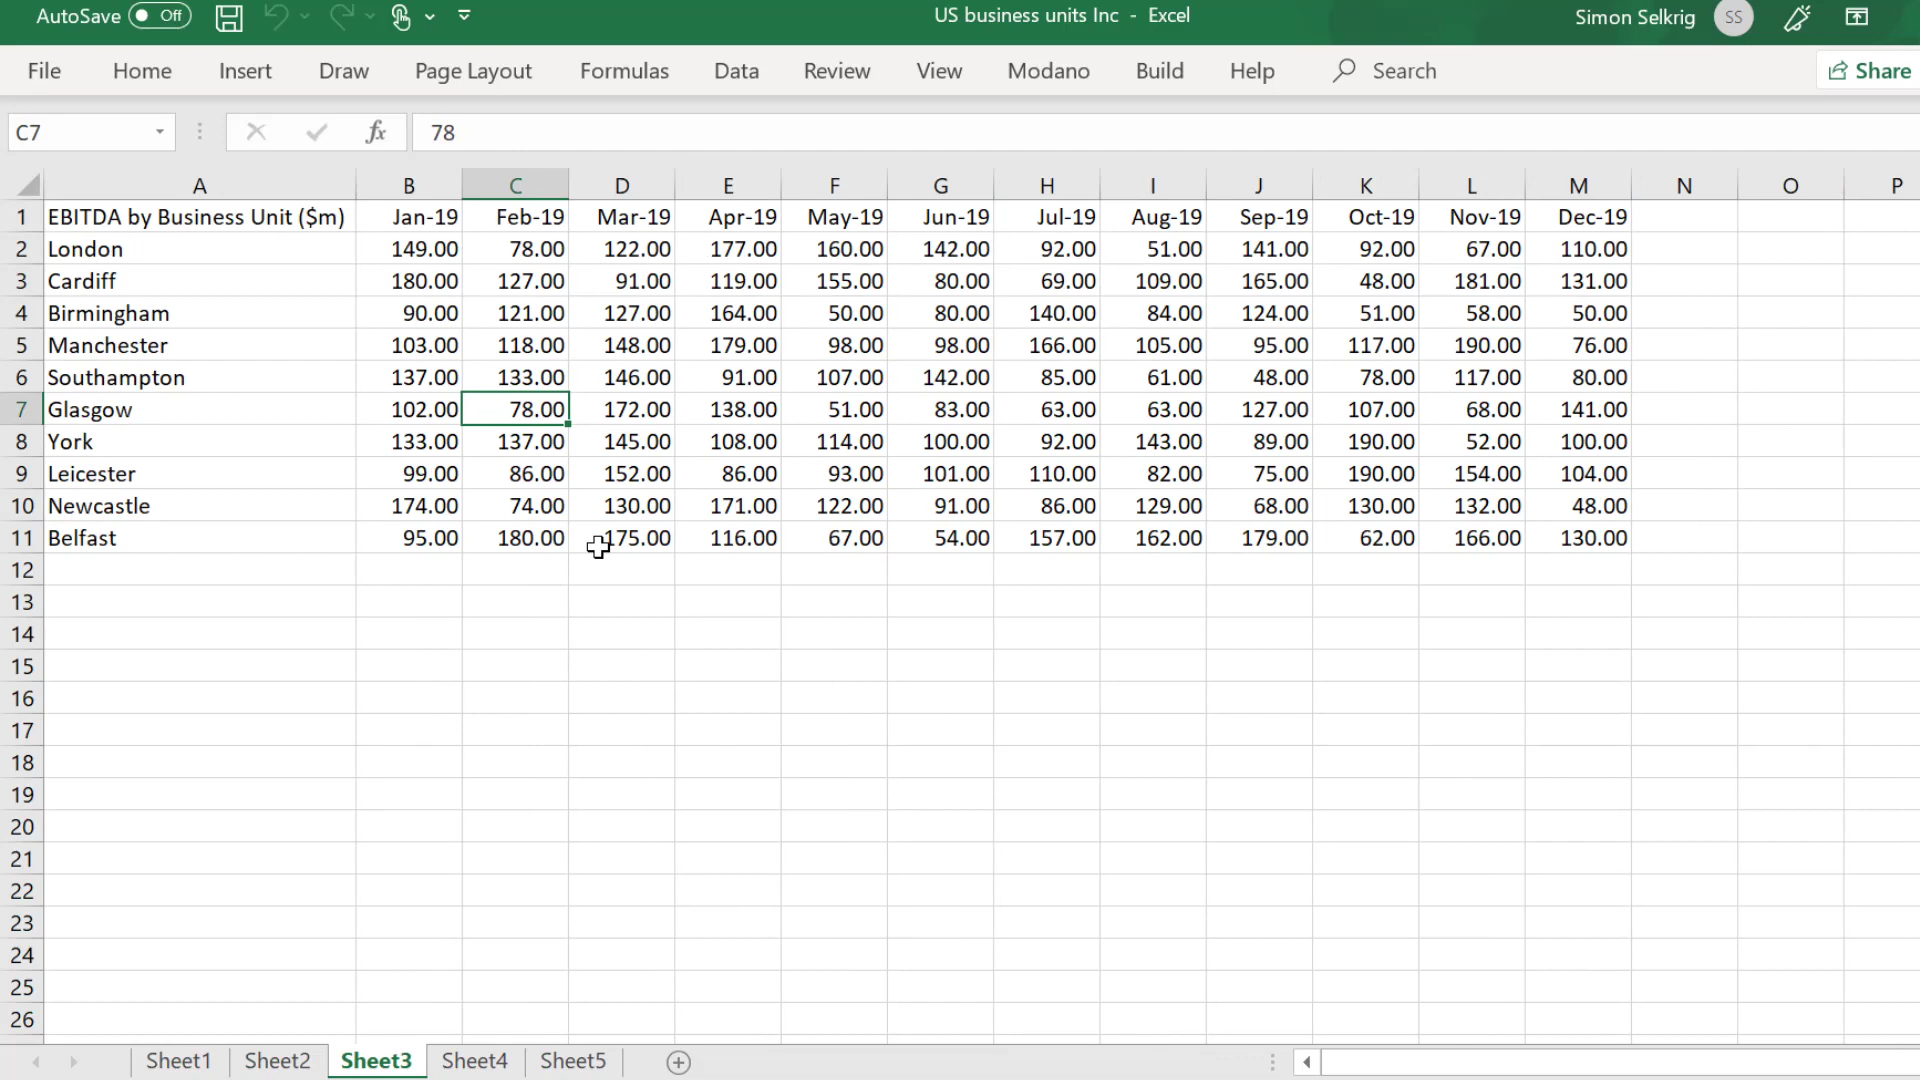 AutoSave Off US business units Inc - Excel Simon Selkrig SS
File Home Insert Draw Page Layout Formulas Data Review View Modano Build Help Search Share
C7 fx 78
A B C D E F G H I J K L M N O P
1 EBITDA by Business Unit ($m) Jan-19 Feb-19 Mar-19 Apr-19 May-19 Jun-19 Jul-19 Aug-19 Sep-19 Oct-19 Nov-19 Dec-19
2 London 149.00 78.00 122.00 177.00 160.00 142.00 92.00 51.00 141.00 92.00 67.00 110.00
3 Cardiff 180.00 127.00 91.00 119.00 155.00 80.00 69.00 109.00 165.00 48.00 181.00 131.00
4 Birmingham 90.00 121.00 127.00 164.00 50.00 80.00 140.00 84.00 124.00 51.00 58.00 50.00
5 Manchester 103.00 118.00 148.00 179.00 98.00 98.00 166.00 105.00 95.00 117.00 190.00 76.00
6 Southampton 137.00 133.00 146.00 91.00 107.00 142.00 85.00 61.00 48.00 78.00 117.00 80.00
7 Glasgow 102.00 78.00 172.00 138.00 51.00 83.00 63.00 63.00 127.00 107.00 68.00 141.00
8 York 133.00 137.00 145.00 108.00 114.00 100.00 92.00 143.00 89.00 190.00 52.00 100.00
9 Leicester 99.00 86.00 152.00 86.00 93.00 101.00 110.00 82.00 75.00 190.00 154.00 104.00
10 Newcastle 174.00 74.00 130.00 171.00 122.00 91.00 86.00 129.00 68.00 130.00 132.00 48.00
11 Belfast 95.00 180.00 175.00 116.00 67.00 54.00 157.00 162.00 179.00 62.00 166.00 130.00
12
13
14
15
16
17
18
19
20
21
22
23
24
25
26
Sheet1 Sheet2 Sheet3 Sheet4 Sheet5